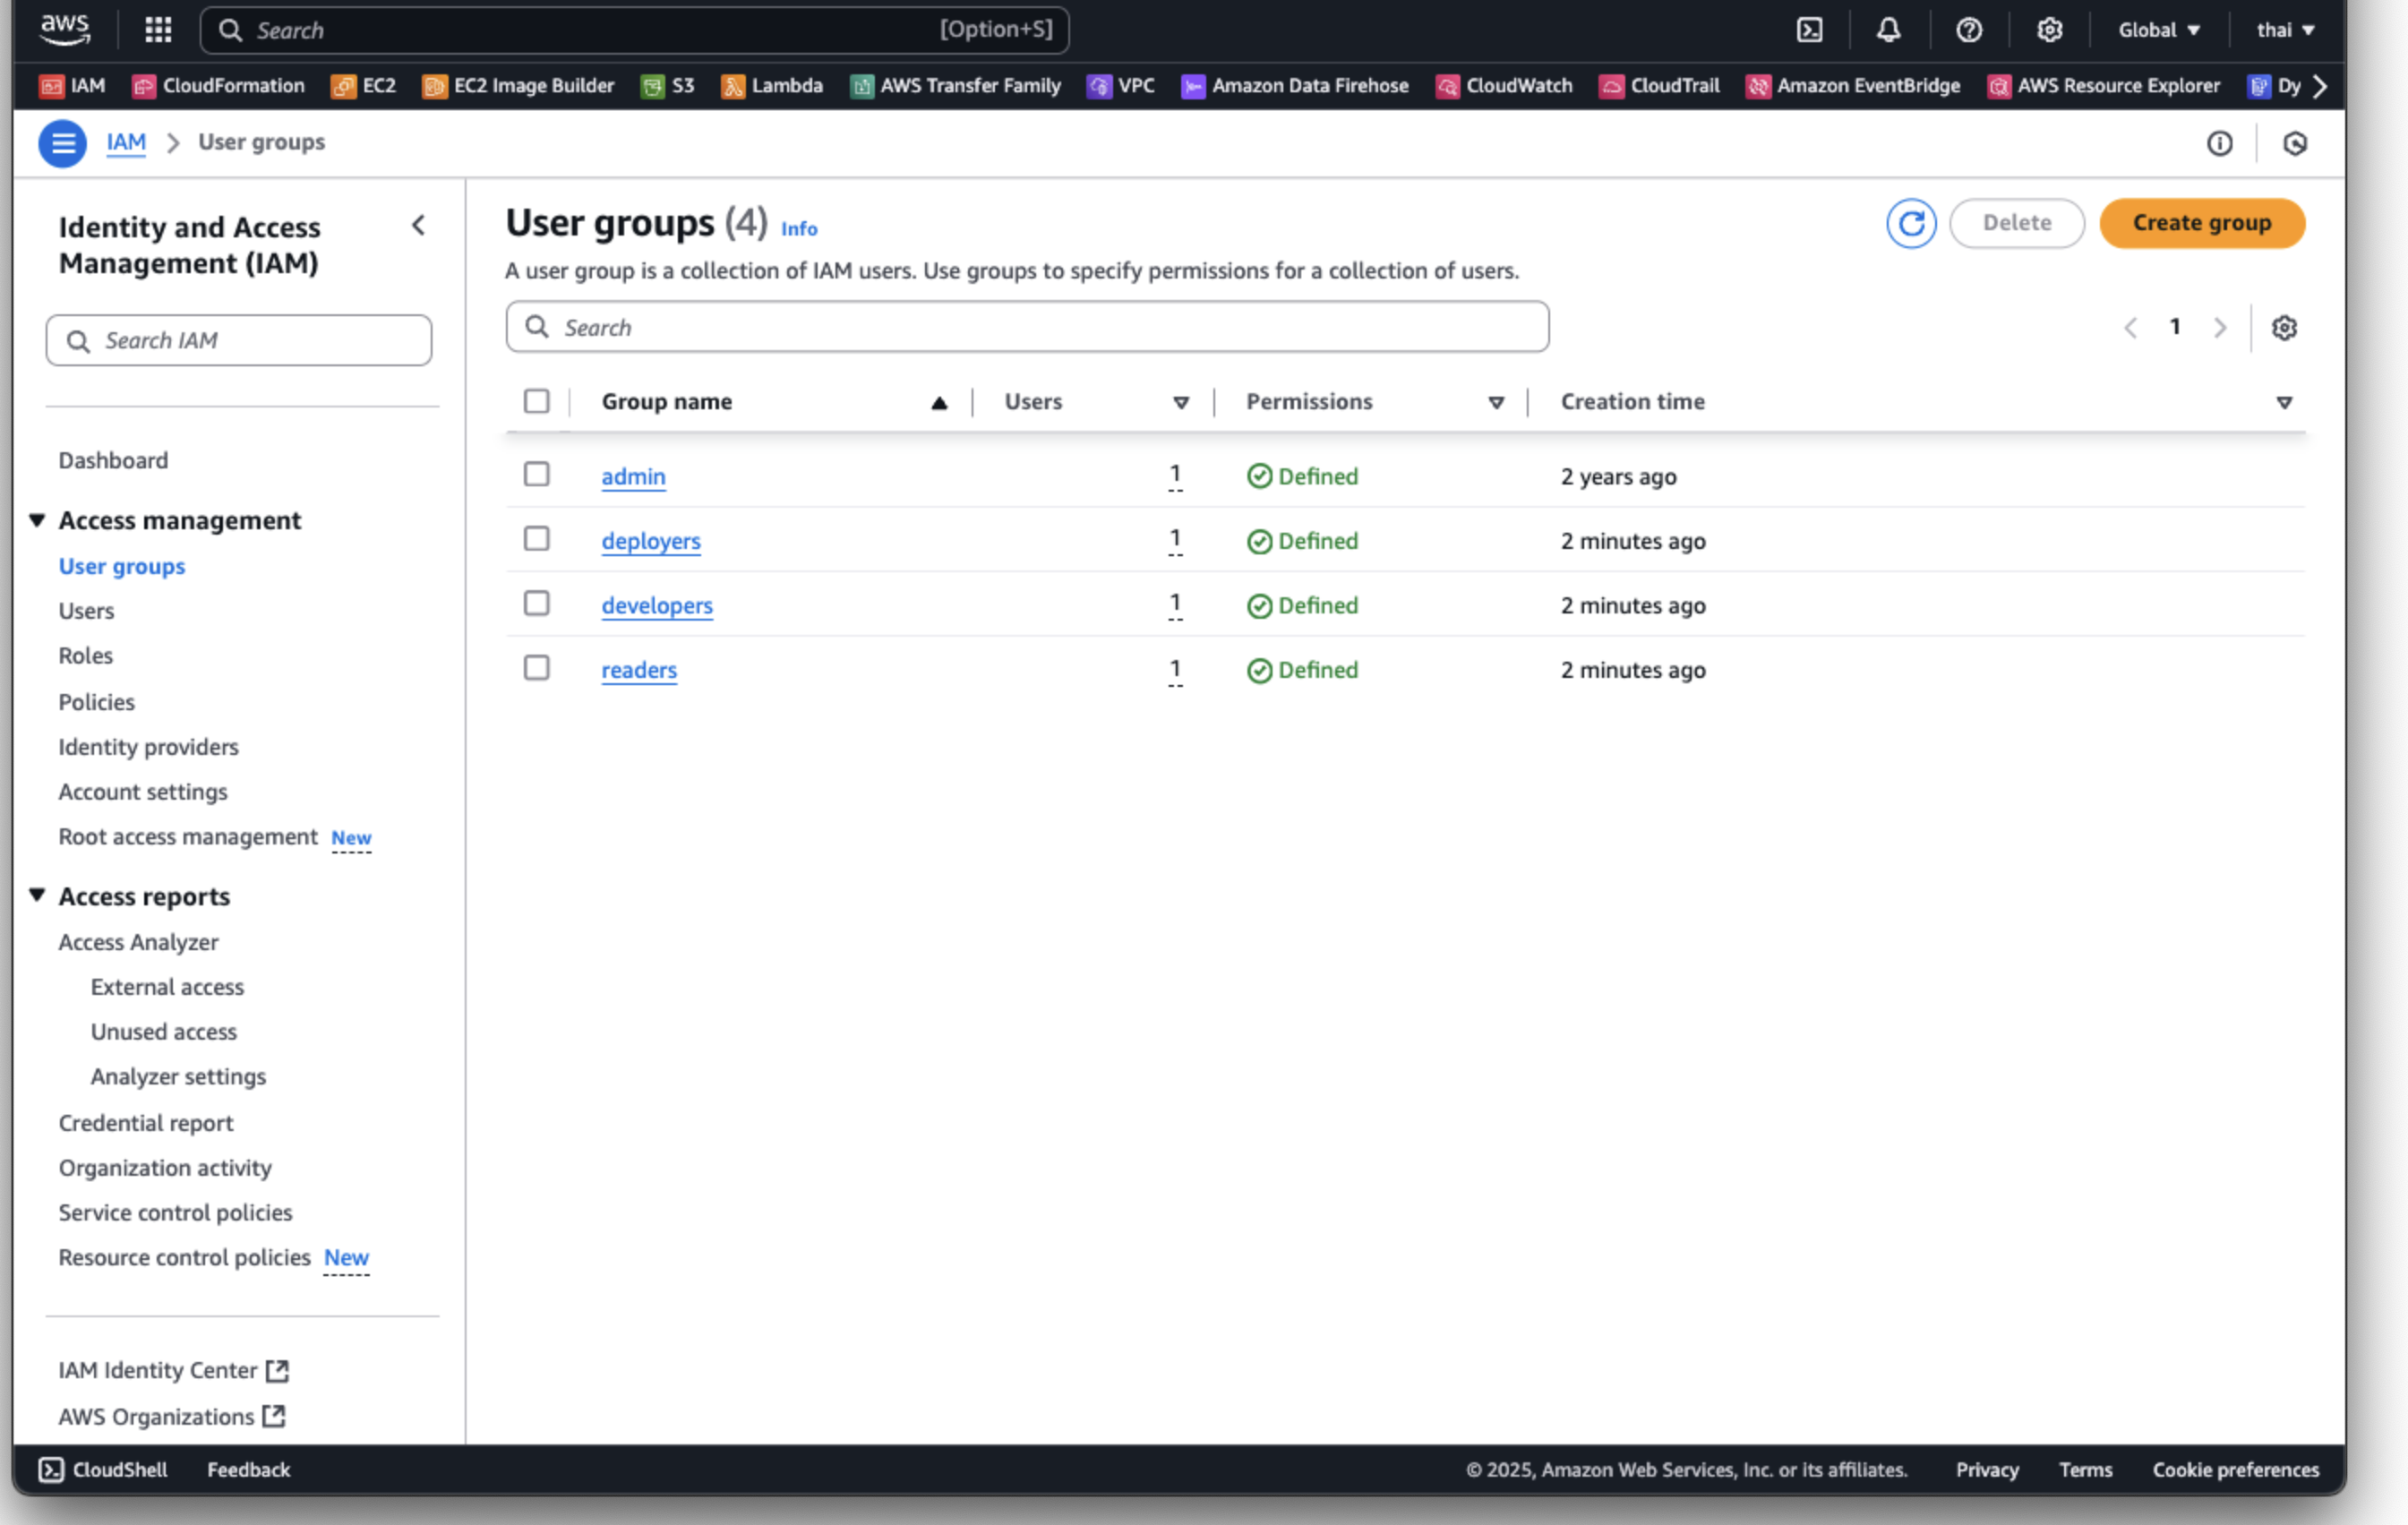 aws Search [Option+S] Global thai
IAM CloudFormation EC2 EC2 Image Builder S3 Lambda AWS Transfer Family VPC Amazon Data Firehose CloudWatch CloudTrail Amazon EventBridge AWS Resource Explorer Dy
IAM User groups
Identity and Access
Management (IAM)
Search IAM
Dashboard
Access management
User groups
Users
Roles
Policies
Identity providers
Account settings
Root access management New
Access reports
Access Analyzer
External access
Unused access
Analyzer settings
Credential report
Organization activity
Service control policies
Resource control policies New
IAM Identity Center
AWS Organizations
User groups (4) Info
Delete
Create group
A user group is a collection of IAM users. Use groups to specify permissions for a collection of users.
Search
1
Group name Users Permissions Creation time
admin 1 Defined 2 years ago
deployers 1 Defined 2 minutes ago
developers 1 Defined 2 minutes ago
readers 1 Defined 2 minutes ago
CloudShell Feedback © 2025, Amazon Web Services, Inc. or its affiliates. Privacy Terms Cookie preferences